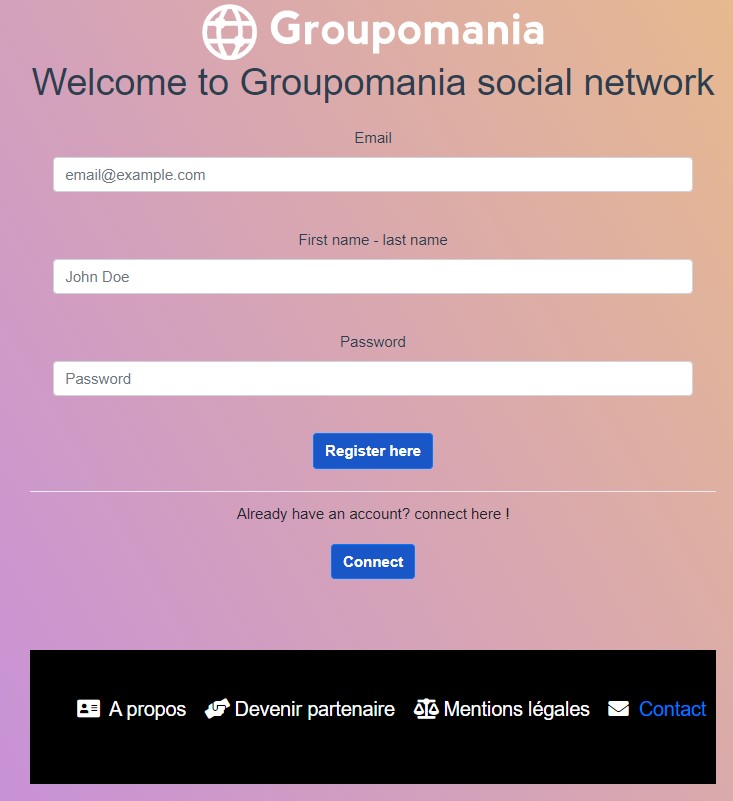 Groupomania
Welcome to Groupomania social network
Email
email@example.com
First name - last name
John Doe
Password
Password
Register here
Already have an account? connect here !
Connect
A propos Devenir partenaire Mentions légales Contact